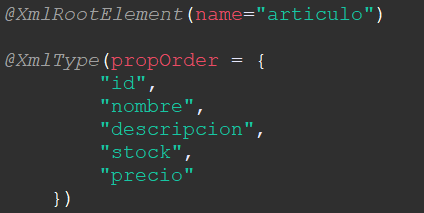 @XmlRootElement(name="articulo")
@XmlType(propOrder = {
"id",
"nombre",
"descripcion",
"stock",
"precio"
})